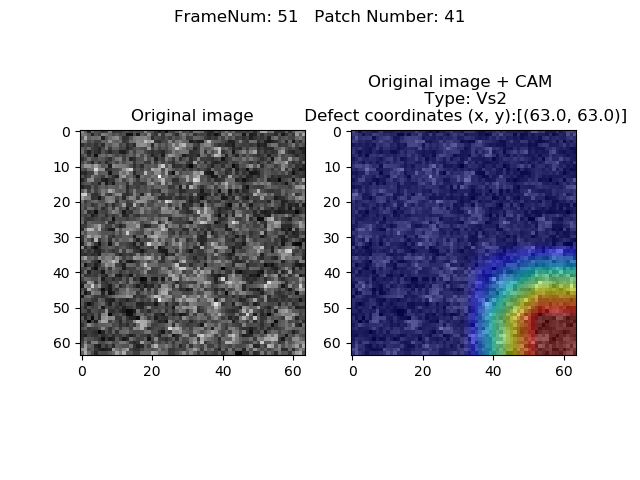 FrameNum: 51   Patch Number: 41
Original image
Original image + CAM
Type: Vs2
Defect coordinates (x, y):[(63.0, 63.0)]
0
10
20
30
40
50
60
0 20 40 60
0
10
20
30
40
50
60
0 20 40 60